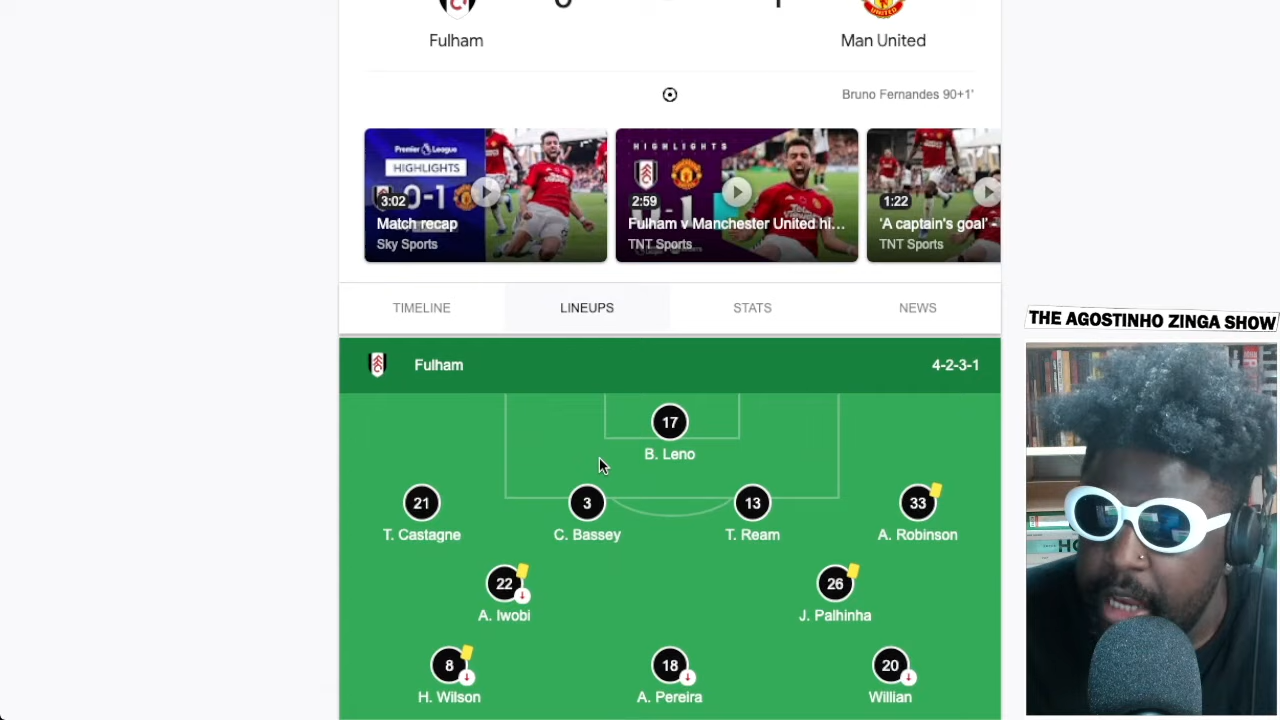 Fulham
Man United
Bruno Fernandes 90+1'
Premier League
HIGHLIGHTS
0-1
3:02
Match recap
Sky Sports
HIGHLIGHTS
2:59
Fulham v Manchester United hi...
TNT Sports
1:22
'A captain's goal' -
TNT Sports
TIMELINE
LINEUPS
STATS
NEWS
THE AGOSTINHO ZINGA SHOW
Fulham
4-2-3-1
17
B. Leno
21
3
13
33
T. Castagne
C. Bassey
T. Ream
A. Robinson
22
26
A. Iwobi
J. Palhinha
8
18
20
H. Wilson
A. Pereira
Willian